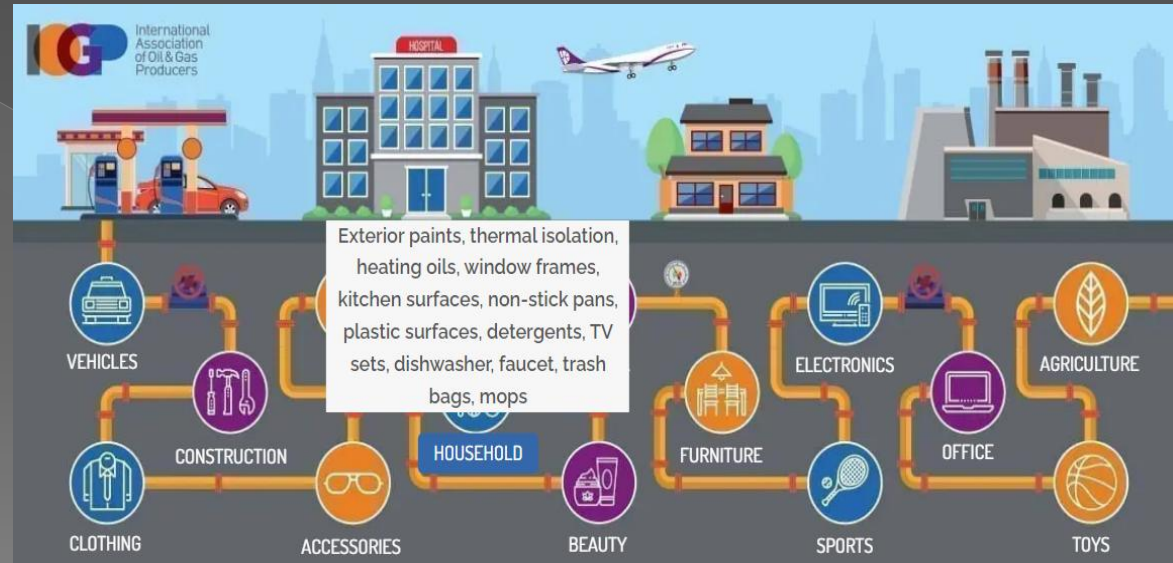 International
Association
of Oil & Gas
Producers
HOSPITAL
Exterior paints, thermal isolation,
heating oils, window frames,
kitchen surfaces, non-stick pans,
plastic surfaces, detergents, TV
sets, dishwasher, faucet, trash
bags, mops
VEHICLES
ELECTRONICS
AGRICULTURE
CONSTRUCTION
HOUSEHOLD
FURNITURE
OFFICE
CLOTHING
ACCESSORIES
BEAUTY
SPORTS
TOYS